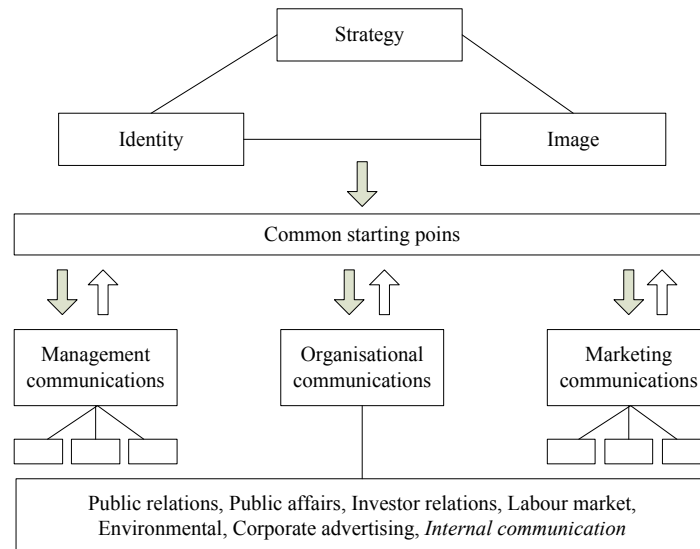 Strategy
Identity
Image
Common starting poins
Management
communications
Organisational
communications
Marketing
communications
Public relations, Public affairs, Investor relations, Labour market,
Environmental, Corporate advertising, Internal communication